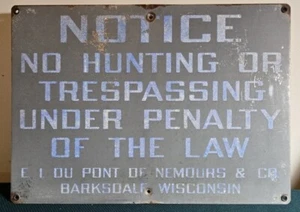 NOTICE
NO HUNTING OR
TRESPASSING
UNDER PENALTY
OF THE LAW
E. I. DU PONT DE NEMOURS & CO.
BARKSDALE WISCONSIN